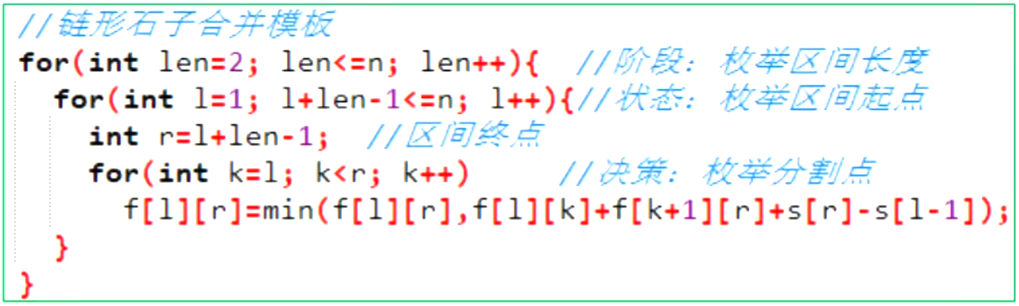 //链形石子合并模板
for(int len=2; len<=n; len++){  //阶段：枚举区间长度
  for(int l=1; l+len-1<=n; l++){//状态：枚举区间起点
    int r=l+len-1;  //区间终点
    for(int k=l; k<r; k++)     //决策：枚举分割点
      f[l][r]=min(f[l][r],f[l][k]+f[k+1][r]+s[r]-s[l-1]);
  }
}